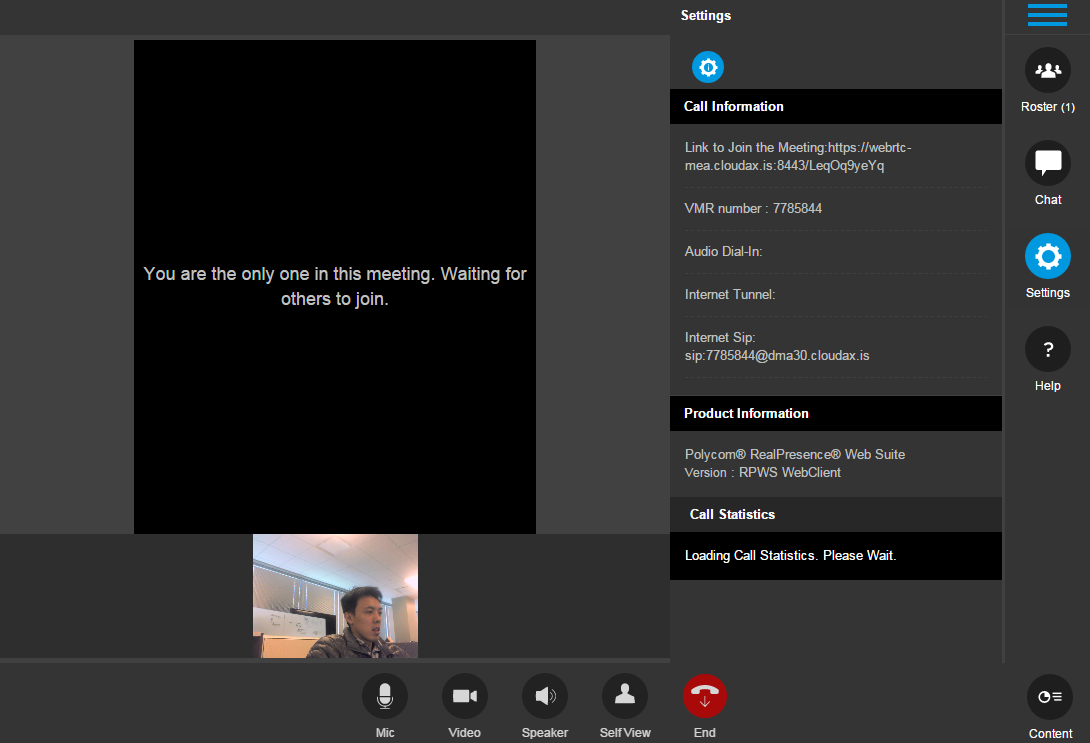 Settings
Call Information
Link to Join the Meeting:https://webrtc-
mea.cloudax.is:8443/LeqOq9yeYq
VMR number : 7785844
Audio Dial-In:
Internet Tunnel:
Internet Sip:
sip:7785844@dma30.cloudax.is
Product Information
Polycom® RealPresence® Web Suite
Version : RPWS WebClient
Call Statistics
Loading Call Statistics. Please Wait.
You are the only one in this meeting. Waiting for
others to join.
Roster (1)
Chat
Settings
?
Help
Mic
Video
Speaker
Self View
End
Content